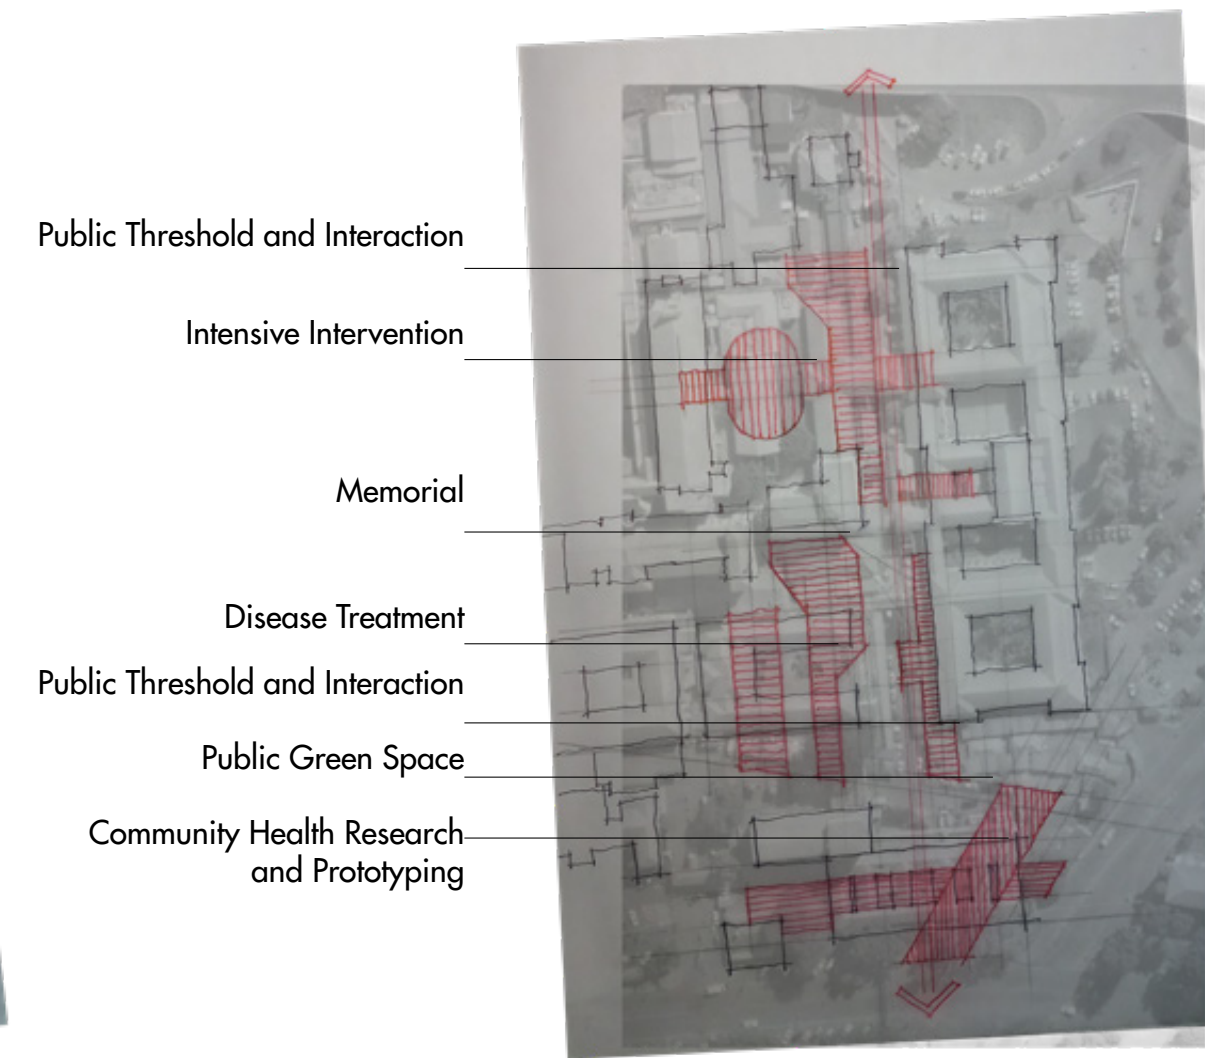 Public Threshold and Interaction
Intensive Intervention
Memorial
Disease Treatment
Public Threshold and Interaction
Public Green Space
Community Health Research
and Prototyping